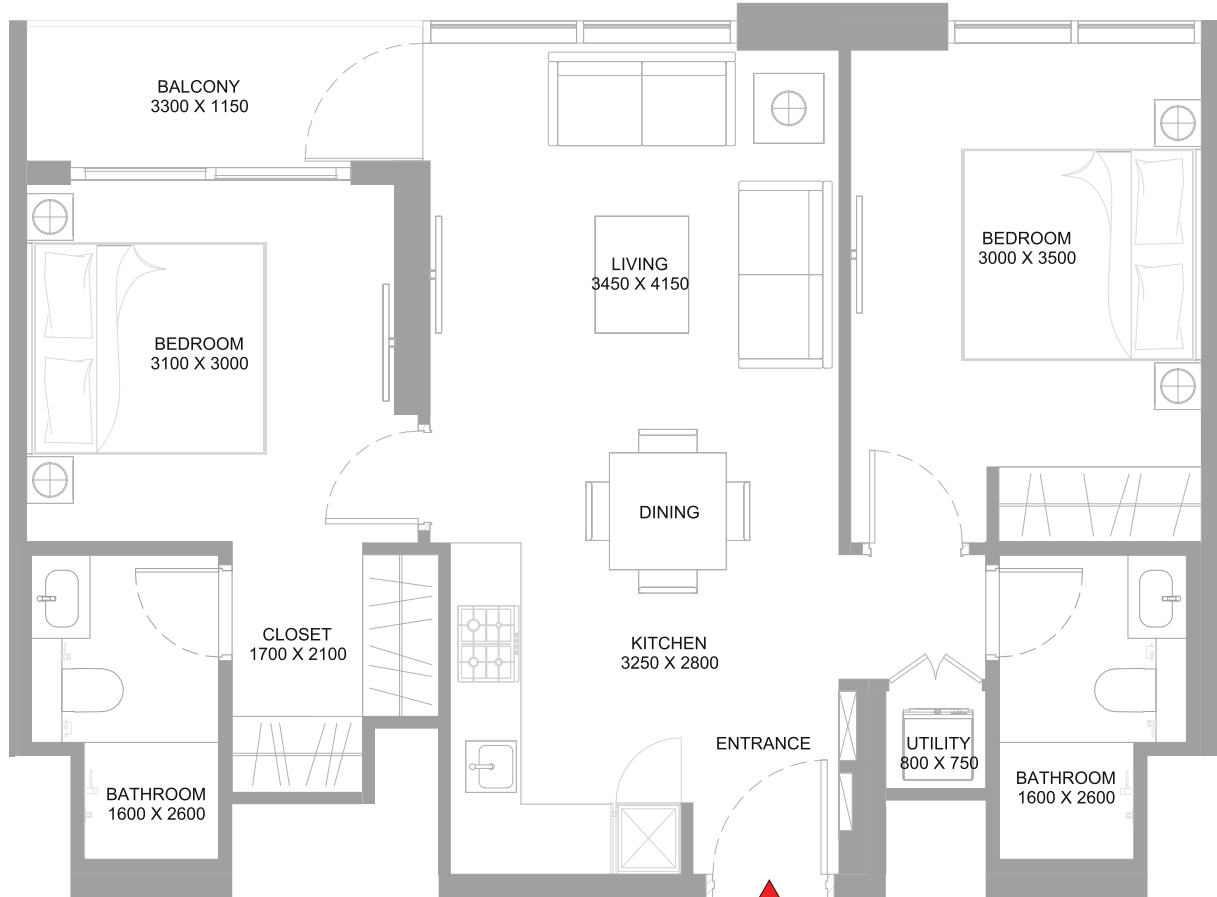 BALCONY
3300 X 1150
LIVING
3450 X 4150
BEDROOM
3000 X 3500
BEDROOM
3100 X 3000
DINING
CLOSET
1700 X 2100
KITCHEN
3250 X 2800
ENTRANCE
UTILITY
800 X 750
BATHROOM
1600 X 2600
BATHROOM
1600 X 2600